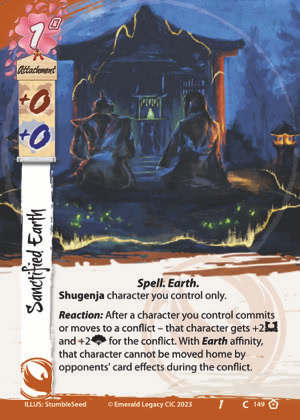 1
Attachment
+0
+0
Sanctified Earth
Spell. Earth.
Shugenja character you control only.
Reaction: After a character you control commits
or moves to a conflict – that character gets +2
and +2 for the conflict. With Earth affinity,
that character cannot be moved home by
opponents' card effects during the conflict.
ILLUS: StumbleSeed © Emerald Legacy CIC 2023 1 C 149